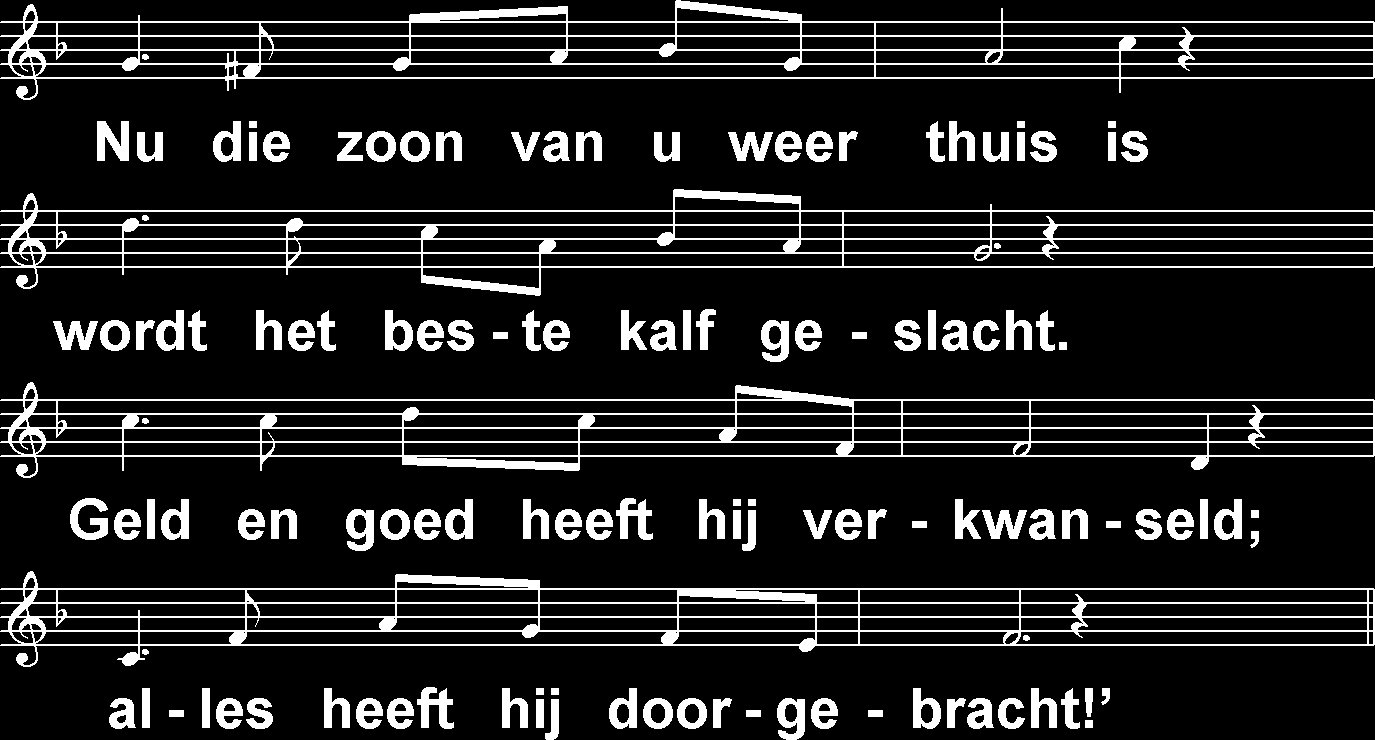 Nu die zoon van u weer thuis is
wordt het bes - te kalf ge - slacht.
Geld en goed heeft hij ver - kwan - seld;
al - les heeft hij door - ge - bracht!’